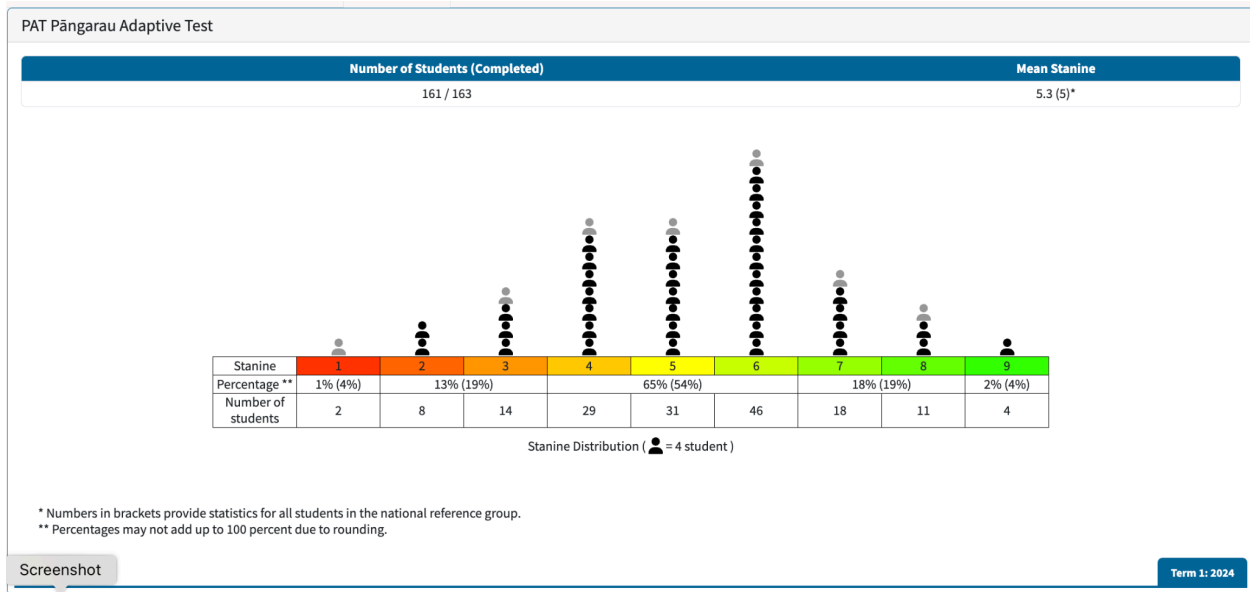 PAT Pāngarau Adaptive Test
Number of Students (Completed) Mean Stanine
161 / 163 5.3 (5)*
Stanine 1 2 3 4 5 6 7 8 9
Percentage ** 1% (4%) 13% (19%) 65% (54%) 18% (19%) 2% (4%)
Number of students 2 8 14 29 31 46 18 11 4
Stanine Distribution ( = 4 student )
* Numbers in brackets provide statistics for all students in the national reference group.
** Percentages may not add up to 100 percent due to rounding.
Screenshot
Term 1: 2024